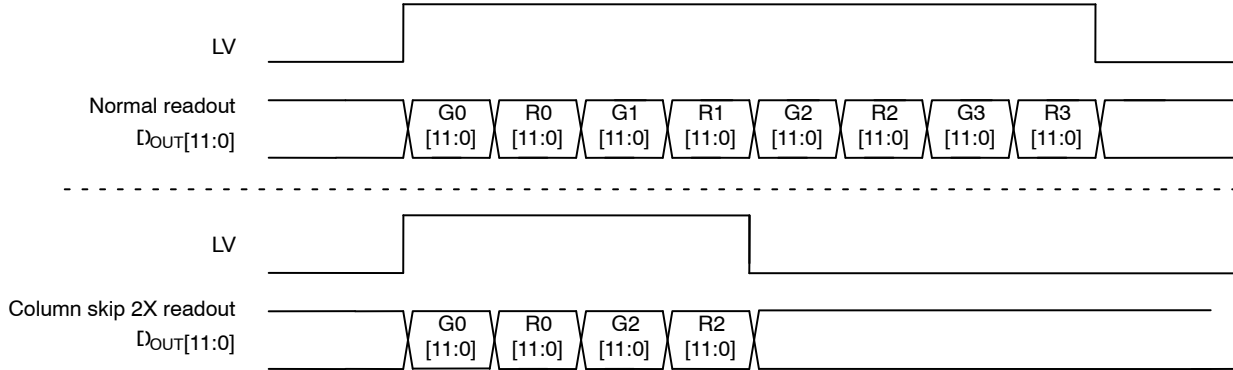 LV
Normal readout
G0 R0 G1 R1 G2 R2 G3 R3
DOUT[11:0]
[11:0] [11:0] [11:0] [11:0] [11:0] [11:0] [11:0] [11:0]
LV
Column skip 2X readout
G0 R0 G2 R2
DOUT[11:0]
[11:0] [11:0] [11:0] [11:0]